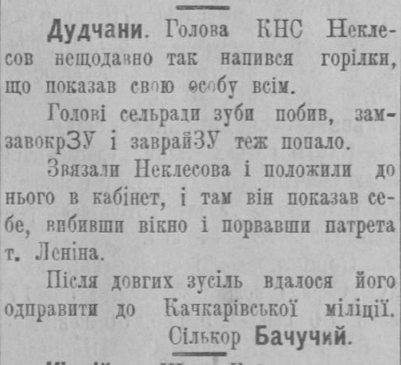 Дудчани. Голова КНС Некле-
сов нещодавно так напився горілки,
що показав свою особу всім.
Голові сельради зуби побив, зам-
завокрЗУ і заврайЗУ теж попало.
Звязали Неклесова і положили до
нього в кабінет, і там він показав се-
бе, вибивши вікно і порвавши патрета
т. Лєніна.
Після довгих зусіль вдалося його
одправити до Качкарівської міліції.
Сількор Бачучий.